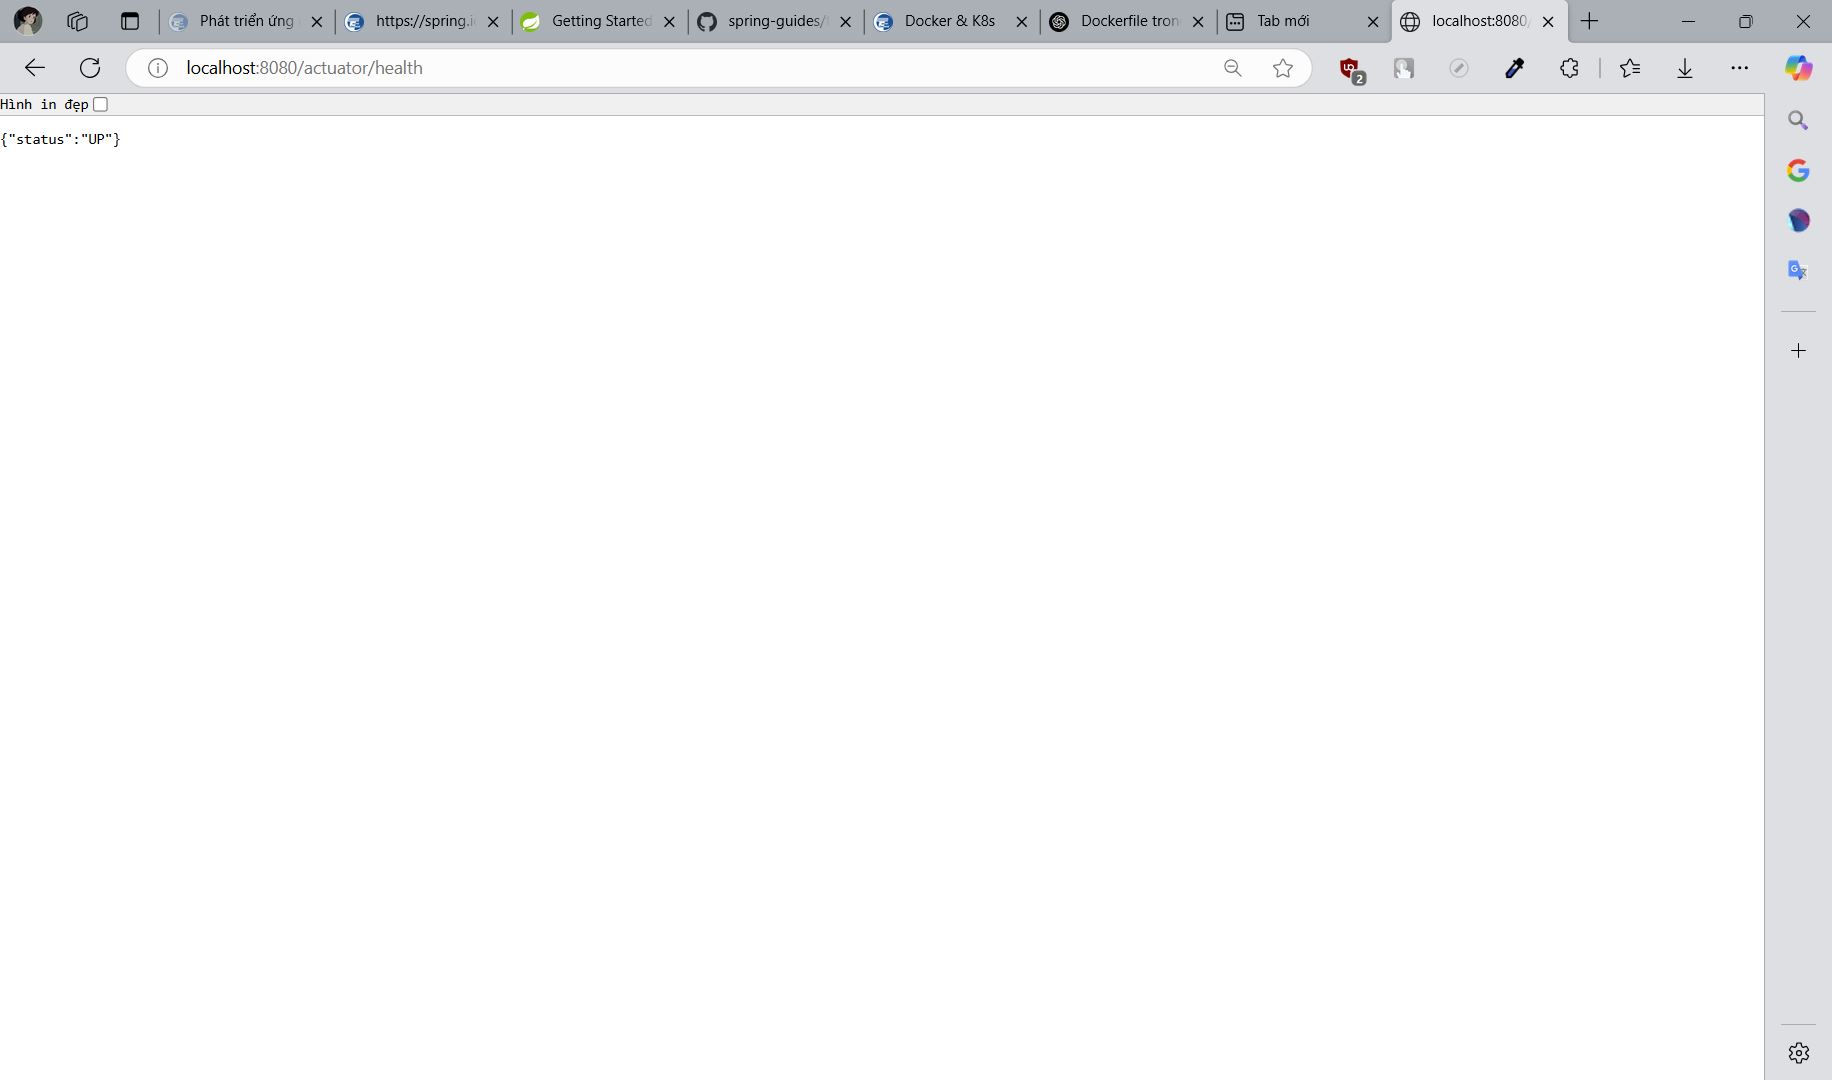 Phát triển ứng
https://spring.i
Getting Started
spring-guides/
Docker & K8s
Dockerfile tron
Tab mới
localhost:8080/
localhost:8080/actuator/health
2
Hình in đẹp
{"status":"UP"}